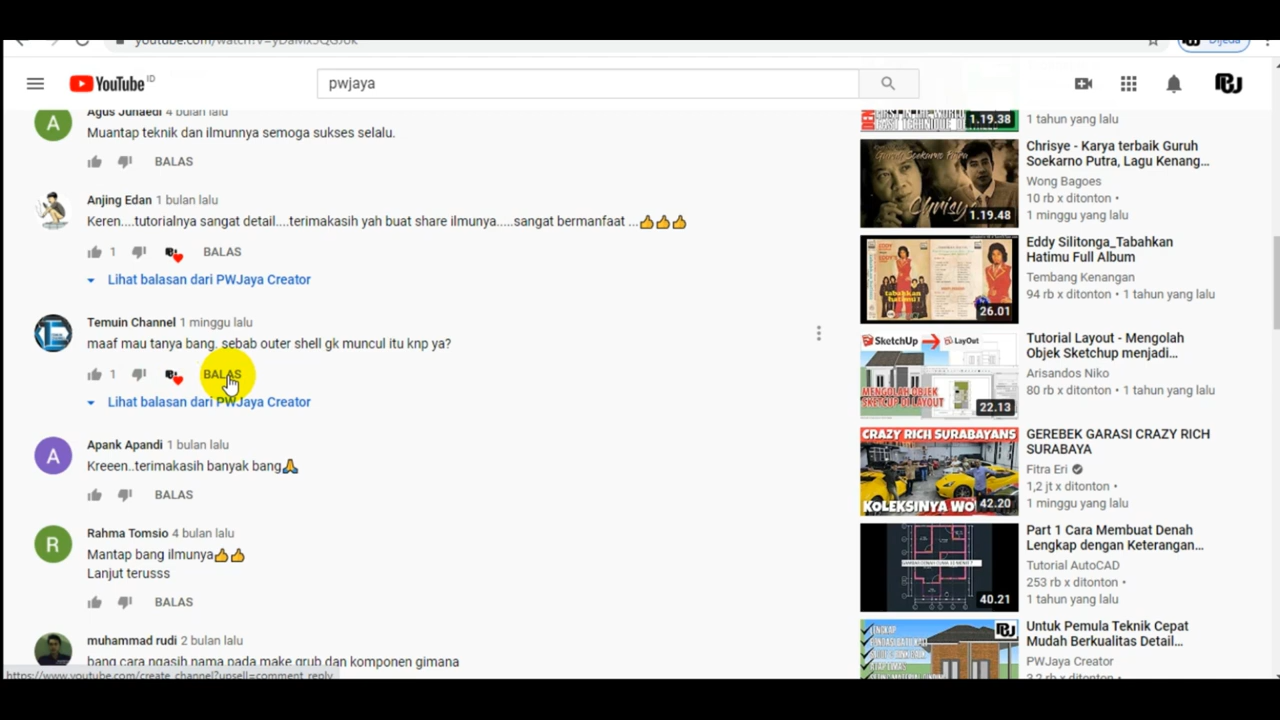 YouTube ID
pwjaya
Agus Junaedi 4 bulan lalu
Muantap teknik dan ilmunnya semoga sukses selalu.
BALAS
Anjing Edan 1 bulan lalu
Keren....tutorialnya sangat detail....terimakasih yah buat share ilmunya.....sangat bermanfaat ...👍👍👍
1 BALAS
Lihat balasan dari PWJaya Creator
Temuin Channel 1 minggu lalu
maaf mau tanya bang. sebab outer shell gk muncul itu knp ya?
1 BALAS
Lihat balasan dari PWJaya Creator
A
Apank Apandi 1 bulan lalu
Kreeen..terimakasih banyak bang🙏
BALAS
R
Rahma Tomsio 4 bulan lalu
Mantap bang ilmunya👍👍
Lanjut terusss
BALAS
muhammad rudi 2 bulan lalu
bang cara ngasih nama pada make grub dan komponen gimana
https://www.youtube.com/create_channel?upsell=comment_reply
1.19.38
1 tahun yang lalu
Chrisye
1.19.48
Chrisye - Karya terbaik Guruh
Soekarno Putra, Lagu Kenang...
Wong Bagoes
10 rb x ditonton •
1 minggu yang lalu
26.01
Eddy Silitonga_Tabahkan
Hatimu Full Album
Tembang Kenangan
94 rb x ditonton • 1 tahun yang lalu
SketchUp LayOut
MENGOLAH OBJEK
SKETCUP DI LAYOUT
22.13
Tutorial Layout - Mengolah
Objek Sketchup menjadi...
Arisandos Niko
80 rb x ditonton • 1 tahun yang lalu
CRAZY RICH SURABAYANS
KOLEKSINYA WO
42.20
GEREBEK GARASI CRAZY RICH
SURABAYA
Fitra Eri
1,2 jt x ditonton •
1 minggu yang lalu
40.21
Part 1 Cara Membuat Denah
Lengkap dengan Keterangan...
Tutorial AutoCAD
253 rb x ditonton •
1 tahun yang lalu
LENGKAP
Untuk Pemula Teknik Cepat
Mudah Berkualitas Detail...
PWJaya Creator
3,2 rb x ditonton •